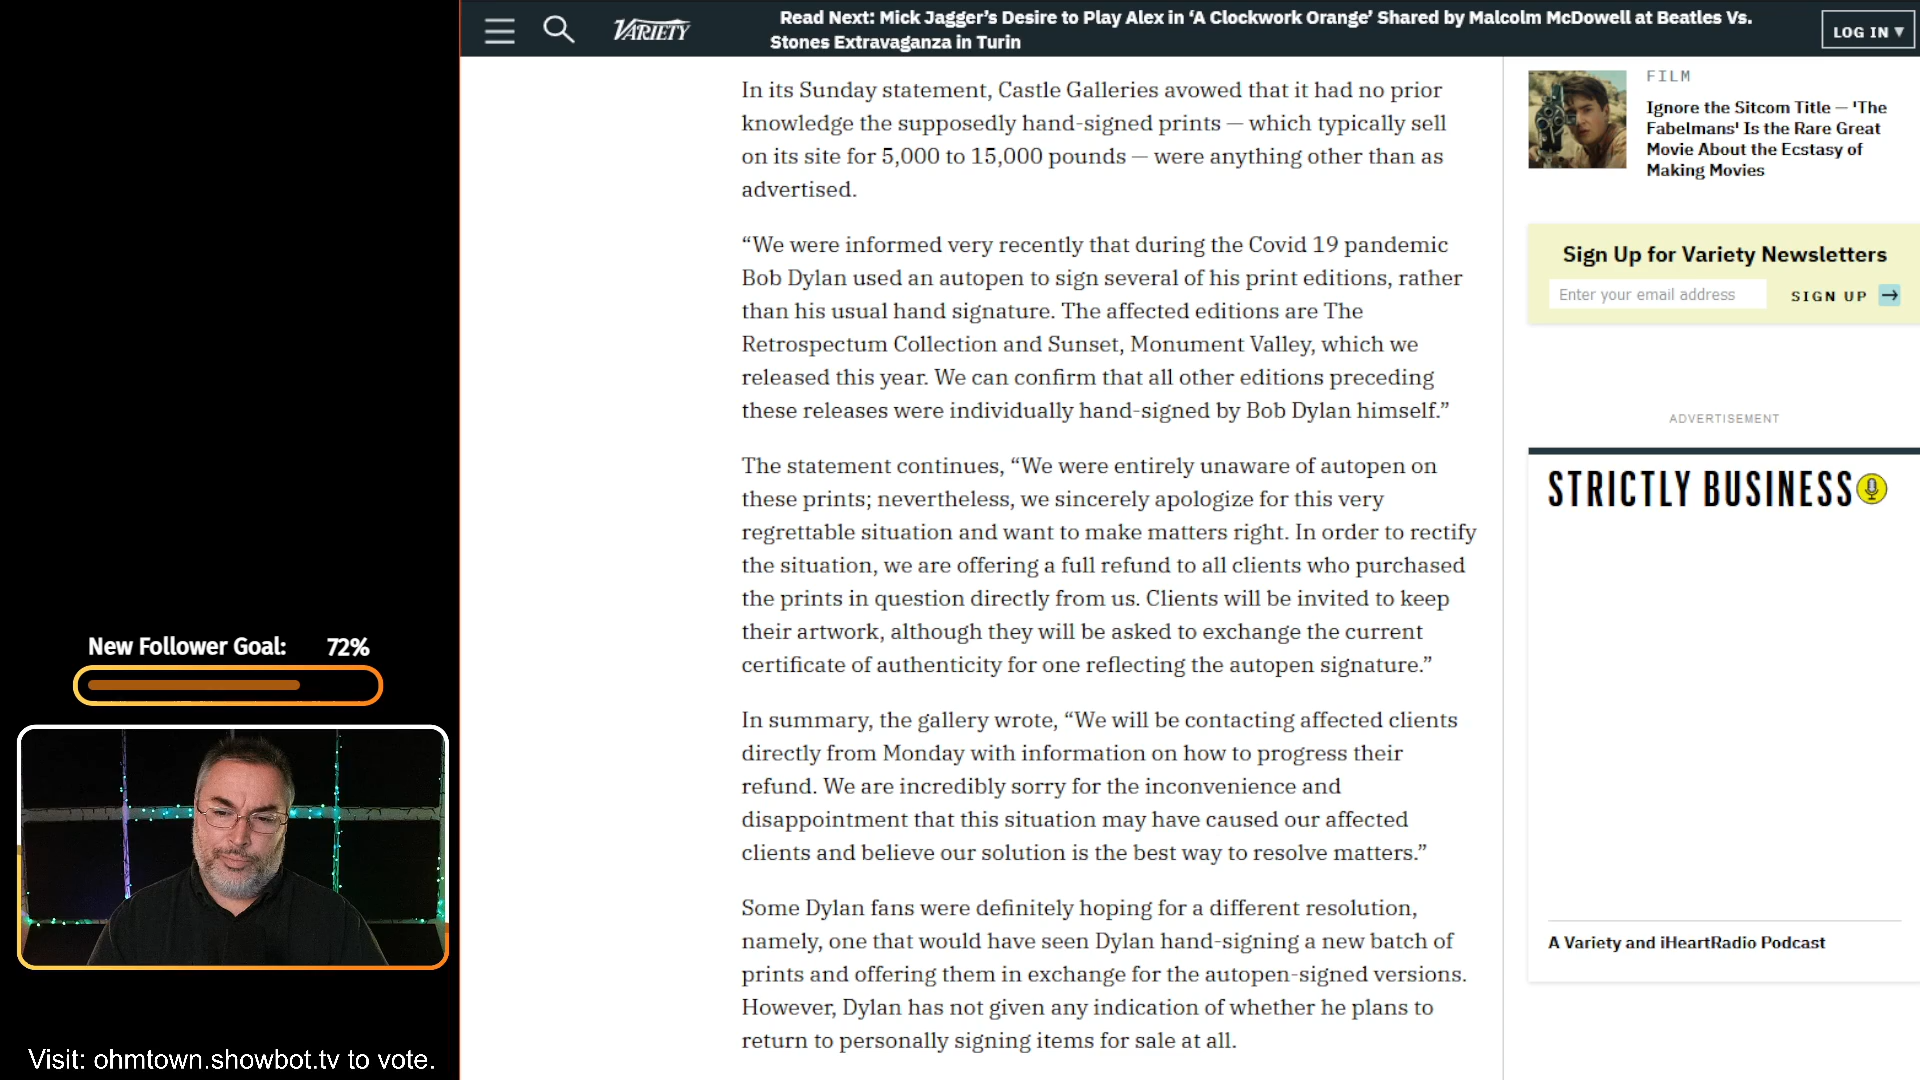 VARIETY
Read Next: Mick Jagger’s Desire to Play Alex in ‘A Clockwork Orange’ Shared by Malcolm McDowell at Beatles Vs.
Stones Extravaganza in Turin
LOG IN ▾
In its Sunday statement, Castle Galleries avowed that it had no prior
knowledge the supposedly hand-signed prints — which typically sell
on its site for 5,000 to 15,000 pounds — were anything other than as
advertised.
“We were informed very recently that during the Covid 19 pandemic
Bob Dylan used an autopen to sign several of his print editions, rather
than his usual hand signature. The affected editions are The
Retrospectum Collection and Sunset, Monument Valley, which we
released this year. We can confirm that all other editions preceding
these releases were individually hand-signed by Bob Dylan himself.”
The statement continues, “We were entirely unaware of autopen on
these prints; nevertheless, we sincerely apologize for this very
regrettable situation and want to make matters right. In order to rectify
the situation, we are offering a full refund to all clients who purchased
the prints in question directly from us. Clients will be invited to keep
their artwork, although they will be asked to exchange the current
certificate of authenticity for one reflecting the autopen signature.”
In summary, the gallery wrote, “We will be contacting affected clients
directly from Monday with information on how to progress their
refund. We are incredibly sorry for the inconvenience and
disappointment that this situation may have caused our affected
clients and believe our solution is the best way to resolve matters.”
Some Dylan fans were definitely hoping for a different resolution,
namely, one that would have seen Dylan hand-signing a new batch of
prints and offering them in exchange for the autopen-signed versions.
However, Dylan has not given any indication of whether he plans to
return to personally signing items for sale at all.
FILM
Ignore the Sitcom Title — 'The
Fabelmans' Is the Rare Great
Movie About the Ecstasy of
Making Movies
Sign Up for Variety Newsletters
Enter your email address
SIGN UP →
ADVERTISEMENT
STRICTLY BUSINESS
A Variety and iHeartRadio Podcast
New Follower Goal: 72%
Visit: ohmtown.showbot.tv to vote.